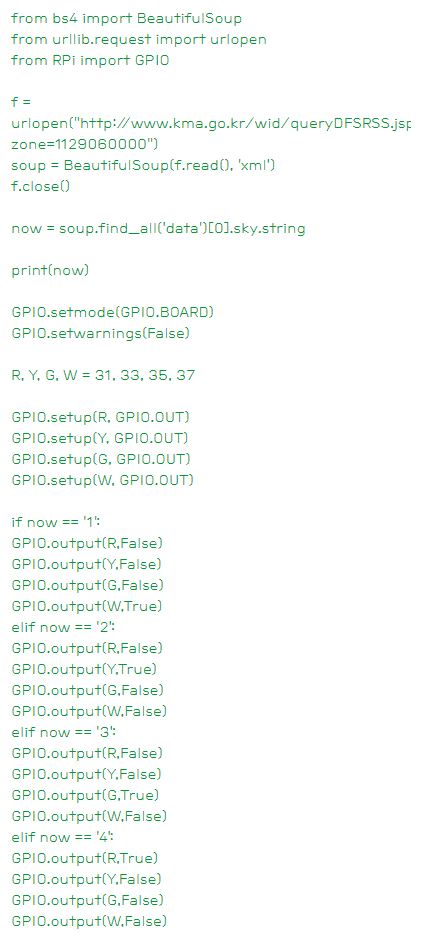 from bs4 import BeautifulSoup
from urllib.request import urlopen
from RPi import GPIO
f =
urlopen("http://www.kma.go.kr/wid/queryDFSRSS.jsp
zone=1129060000")
soup = BeautifulSoup(f.read(), 'xml')
f.close()
now = soup.find_all('data')[0].sky.string
print(now)
GPIO.setmode(GPIO.BOARD)
GPIO.setwarnings(False)
R, Y, G, W = 31, 33, 35, 37
GPIO.setup(R, GPIO.OUT)
GPIO.setup(Y, GPIO.OUT)
GPIO.setup(G, GPIO.OUT)
GPIO.setup(W, GPIO.OUT)
if now == '1':
GPIO.output(R,False)
GPIO.output(Y,False)
GPIO.output(G,False)
GPIO.output(W,True)
elif now == '2':
GPIO.output(R,False)
GPIO.output(Y,True)
GPIO.output(G,False)
GPIO.output(W,False)
elif now == '3':
GPIO.output(R,False)
GPIO.output(Y,False)
GPIO.output(G,True)
GPIO.output(W,False)
elif now == '4':
GPIO.output(R,True)
GPIO.output(Y,False)
GPIO.output(G,False)
GPIO.output(W,False)